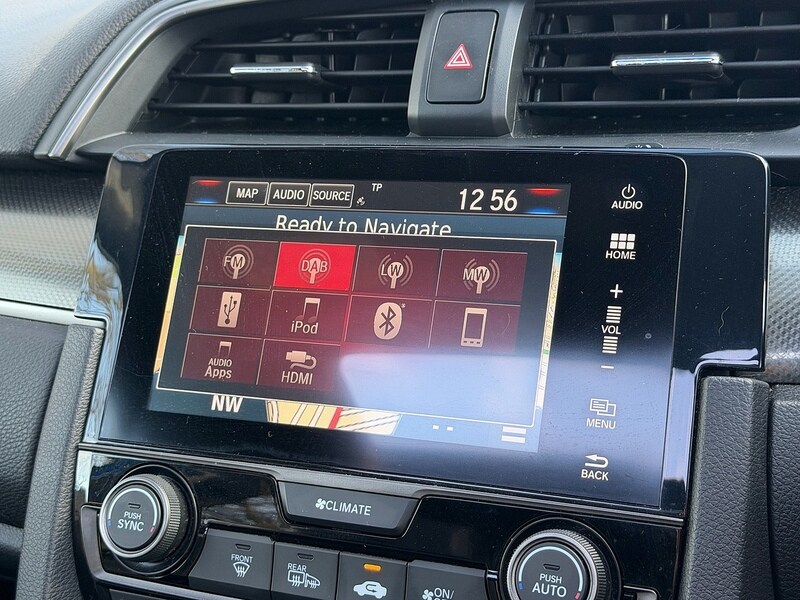 MAP AUDIO SOURCE TP 12 56
Ready to Navigate
FM DAB LW MW
iPod
AUDIO
Apps HDMI
NW
AUDIO
HOME
+
VOL
−
MENU
BACK
CLIMATE
PUSH
SYNC
FRONT
REAR
ON/
PUSH
AUTO